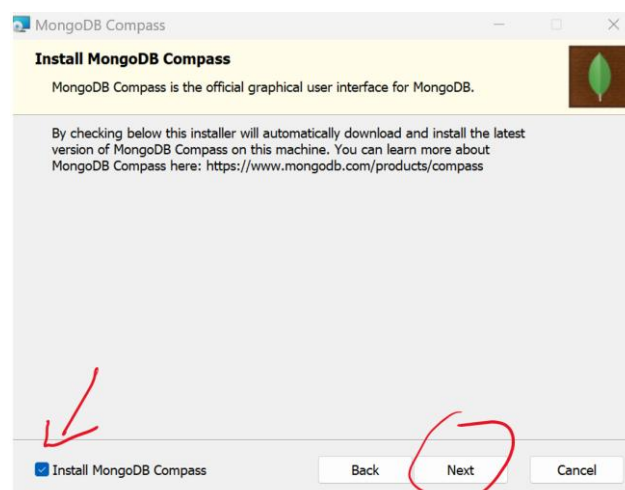 MongoDB Compass
Install MongoDB Compass
MongoDB Compass is the official graphical user interface for MongoDB.
By checking below this installer will automatically download and install the latest
version of MongoDB Compass on this machine. You can learn more about
MongoDB Compass here: https://www.mongodb.com/products/compass
Install MongoDB Compass
Back
Next
Cancel